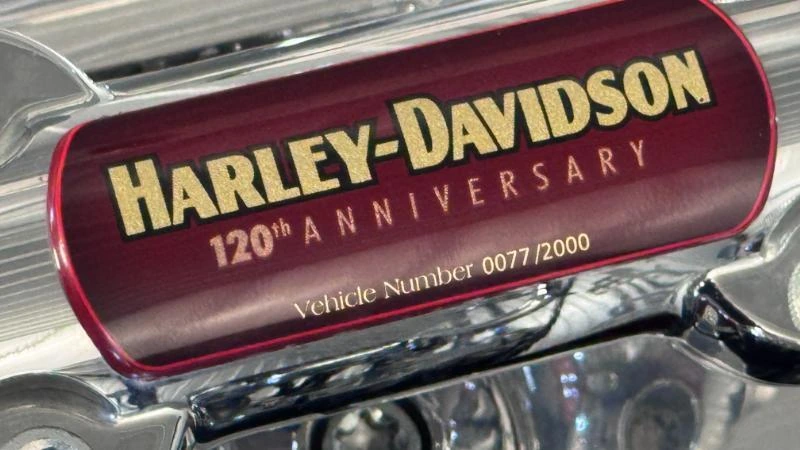 HARLEY-DAVIDSON
120th ANNIVERSARY
Vehicle Number 0077/2000